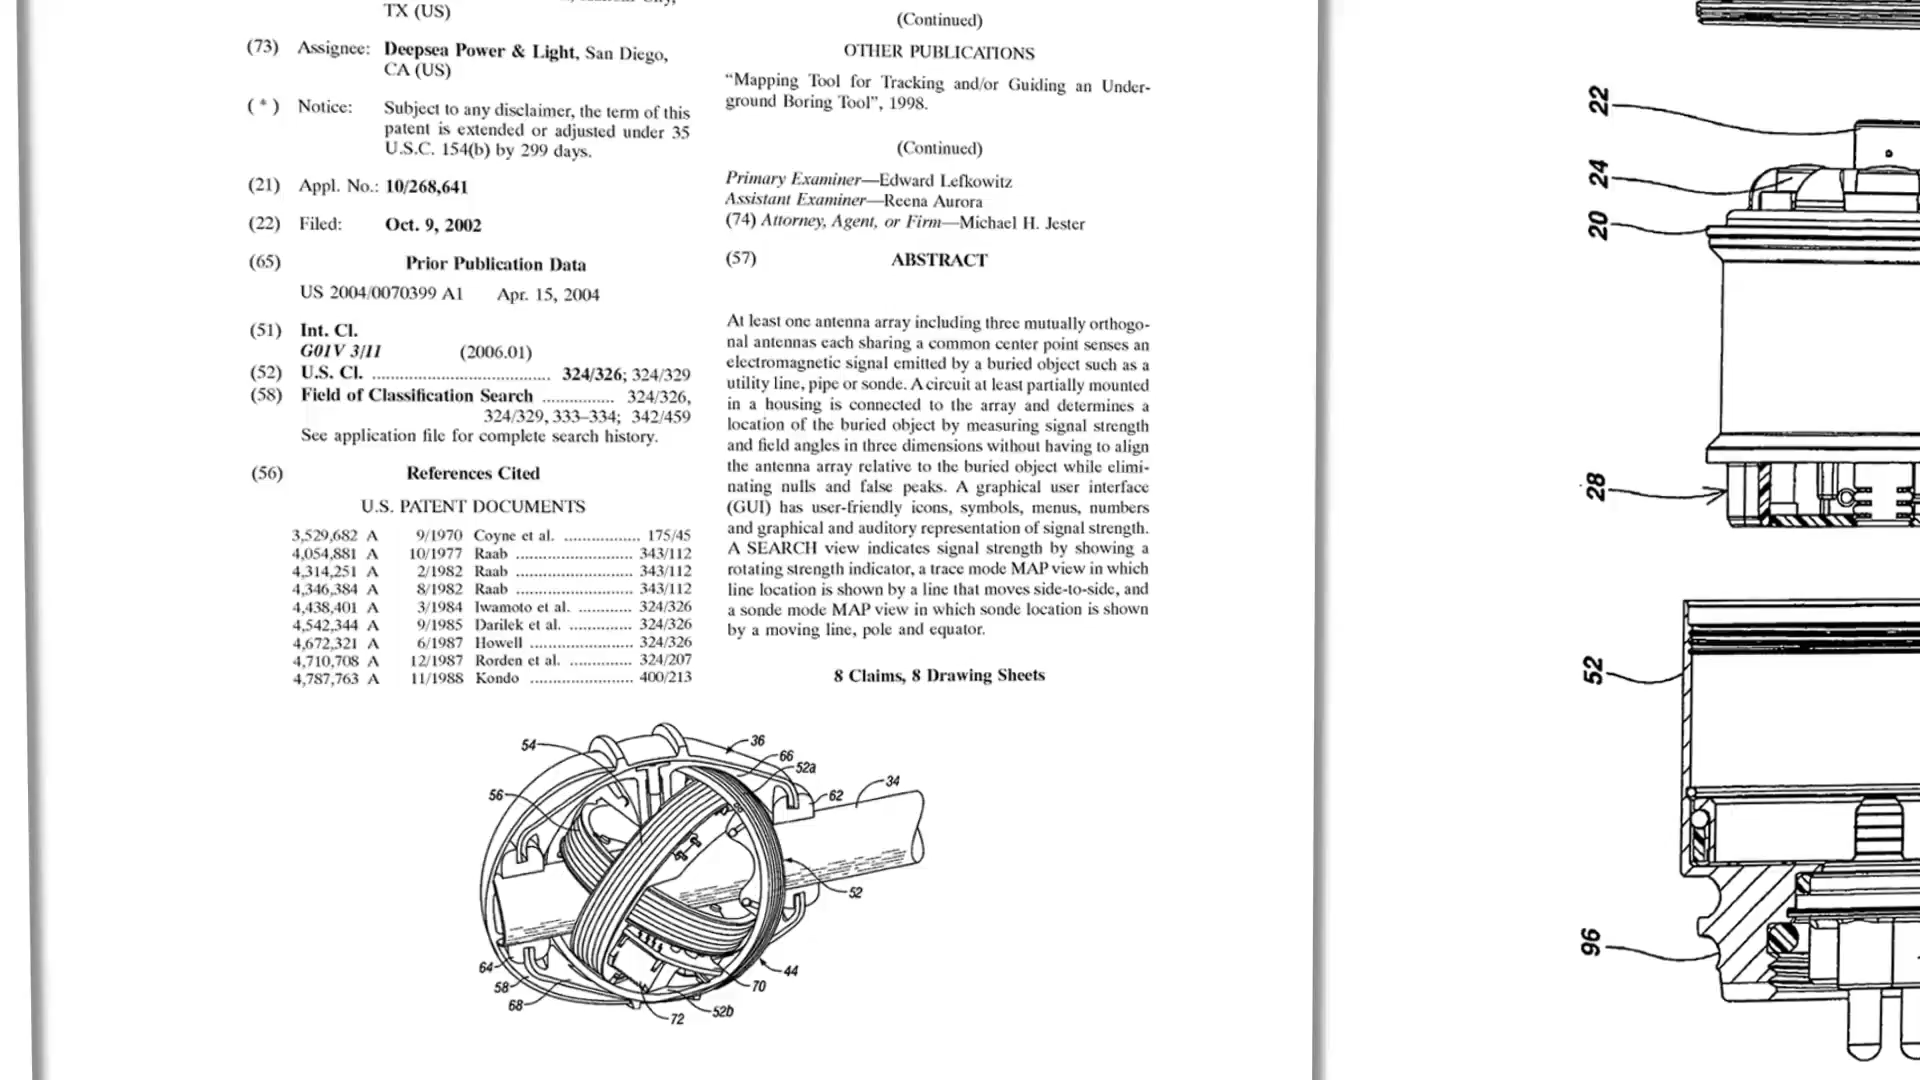 TX (US)
(73) Assignee: Deepsea Power & Light, San Diego,
CA (US)
( * ) Notice: Subject to any disclaimer, the term of this
patent is extended or adjusted under 35
U.S.C. 154(b) by 299 days.
(21) Appl. No.: 10/268,641
(22) Filed: Oct. 9, 2002
(65) Prior Publication Data
US 2004/0070399 A1 Apr. 15, 2004
(51) Int. Cl.
G01V 3/11 (2006.01)
(52) U.S. Cl. .................................... 324/326; 324/329
(58) Field of Classification Search ............... 324/326,
324/329, 333–334; 342/459
See application file for complete search history.
(56) References Cited
U.S. PATENT DOCUMENTS
3,529,682 A 9/1970 Coyne et al. ................. 175/45
4,054,881 A 10/1977 Raab ........................... 343/112
4,314,251 A 2/1982 Raab ........................... 343/112
4,346,384 A 8/1982 Raab ........................... 343/112
4,438,401 A 3/1984 Iwamoto et al. ............ 324/326
4,542,344 A 9/1985 Darilek et al. .............. 324/326
4,672,321 A 6/1987 Howell ........................ 324/326
4,710,708 A 12/1987 Rorden et al. .............. 324/207
4,787,763 A 11/1988 Kondo ........................ 400/213
(Continued)
OTHER PUBLICATIONS
“Mapping Tool for Tracking and/or Guiding an Under-
ground Boring Tool”, 1998.
(Continued)
Primary Examiner—Edward Lefkowitz
Assistant Examiner—Reena Aurora
(74) Attorney, Agent, or Firm—Michael H. Jester
(57) ABSTRACT
At least one antenna array including three mutually orthogo-
nal antennas each sharing a common center point senses an
electromagnetic signal emitted by a buried object such as a
utility line, pipe or sonde. A circuit at least partially mounted
in a housing is connected to the array and determines a
location of the buried object by measuring signal strength
and field angles in three dimensions without having to align
the antenna array relative to the buried object while elimi-
nating nulls and false peaks. A graphical user interface
(GUI) has user-friendly icons, symbols, menus, numbers
and graphical and auditory representation of signal strength.
A SEARCH view indicates signal strength by showing a
rotating strength indicator, a trace mode MAP view in which
line location is shown by a line that moves side-to-side, and
a sonde mode MAP view in which sonde location is shown
by a moving line, pole and equator.
8 Claims, 8 Drawing Sheets
54
36
66
52a
34
56
62
52
64
44
58
70
68
52b
72
22
24
20
28
52
96